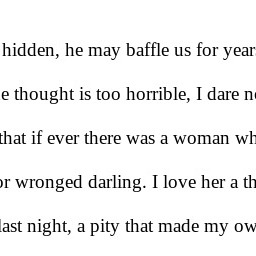 hidden, he may baffle us for year
e thought is too horrible, I dare n
that if ever there was a woman wh
or wronged darling. I love her a th
last night, a pity that made my ow